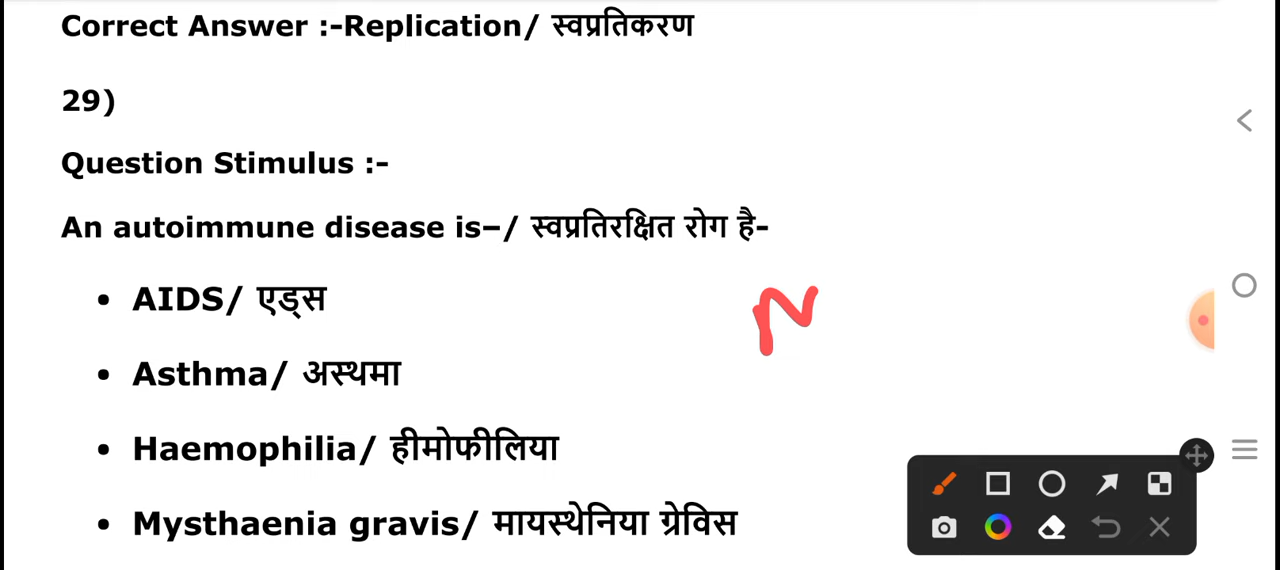 Correct Answer :-Replication/ स्वप्रतिकरण
29)
Question Stimulus :-
An autoimmune disease is–/ स्वप्रतिरक्षित रोग है-
• AIDS/ एड्स
• Asthma/ अस्थमा
• Haemophilia/ हीमोफीलिया
• Mysthaenia gravis/ मायस्थेनिया ग्रेविस